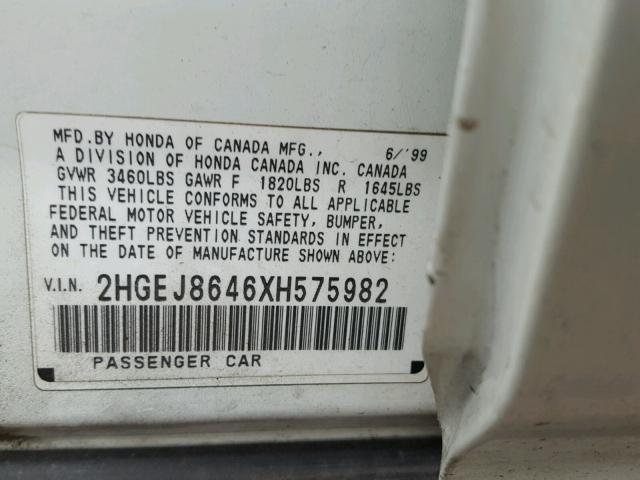 MFD.BY HONDA OF CANADA MFG., 6/'99
A DIVISION OF HONDA CANADA INC. CANADA
GVWR 3460LBS GAWR F 1820LBS R 1645LBS
THIS VEHICLE CONFORMS TO ALL APPLICABLE
FEDERAL MOTOR VEHICLE SAFETY, BUMPER,
AND THEFT PREVENTION STANDARDS IN EFFECT
ON THE DATE OF MANUFACTURE SHOWN ABOVE:
V.I.N. 2HGEJ8646XH575982
PASSENGER CAR